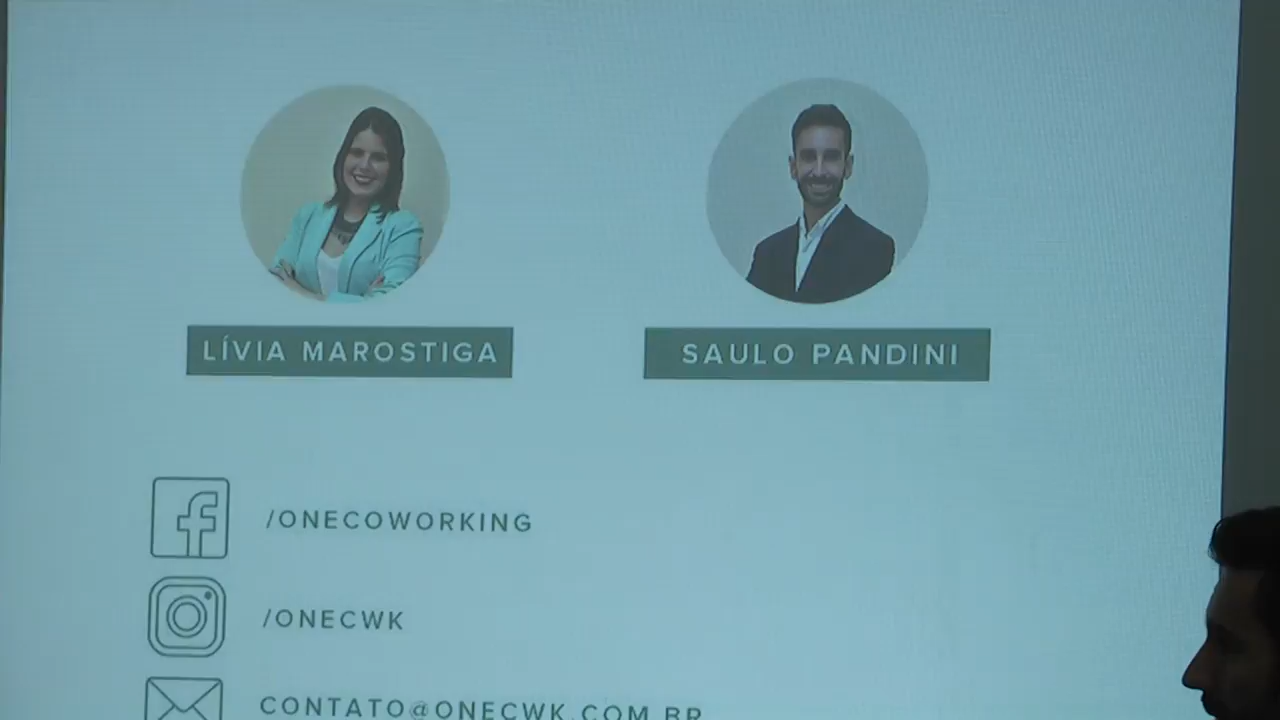 LÍVIA MAROSTIGA
SAULO PANDINI
/ONECOWORKING
/ONECWK
CONTATO@ONECWK.COM.BR